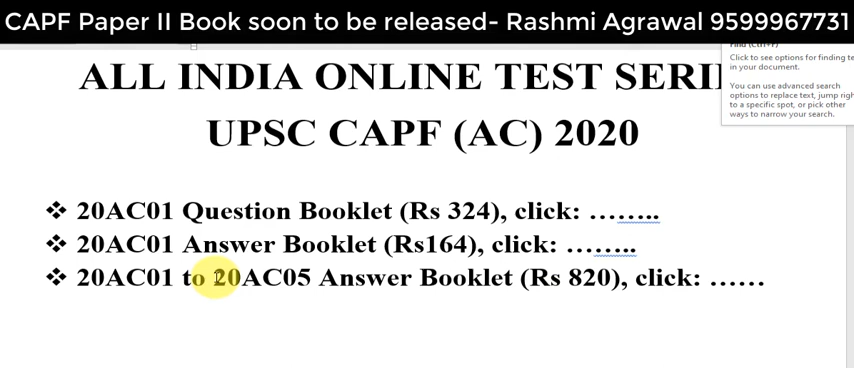 CAPF Paper II Book soon to be released- Rashmi Agrawal 9599967731
Click to see options for finding te
in your document.
You can use advanced search
options to replace text, jump righ
to a specific spot, or pick other
ways to narrow your search.
ALL INDIA ONLINE TEST SERI
UPSC CAPF (AC) 2020
❖ 20AC01 Question Booklet (Rs 324), click: ……..
❖ 20AC01 Answer Booklet (Rs164), click: ……..
❖ 20AC01 to 20AC05 Answer Booklet (Rs 820), click: ……